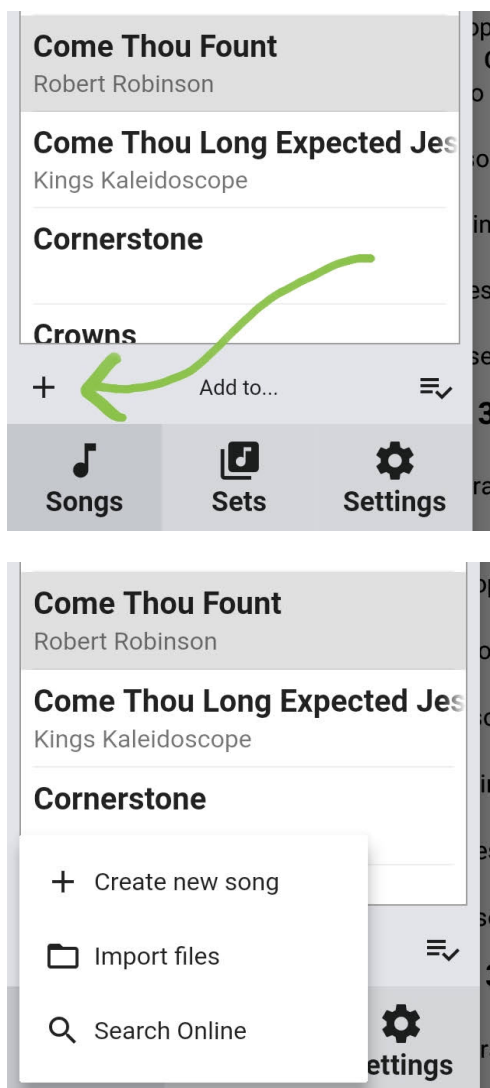 Come Thou Fount
Robert Robinson
Come Thou Long Expected Jes
Kings Kaleidoscope
Cornerstone
Crowns
Add to...
Songs
Sets
Settings
Come Thou Fount
Robert Robinson
Come Thou Long Expected Jes
Kings Kaleidoscope
Cornerstone
Create new song
Import files
Search Online
ettings